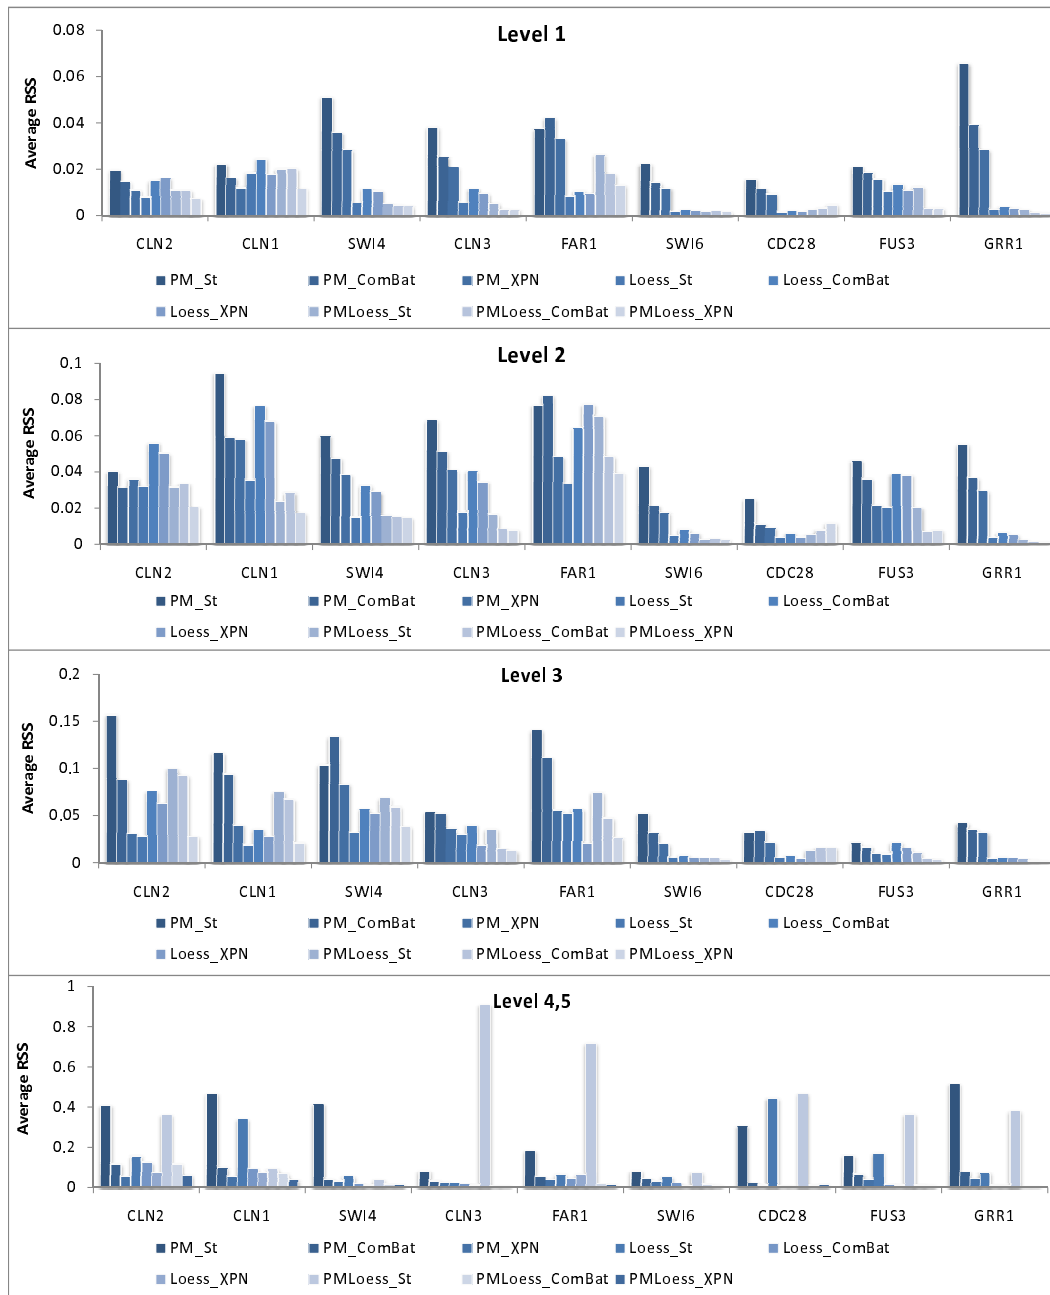 Level 1
Average RSS
0.08
0.06
0.04
0.02
0
CLN2 CLN1 SWI4 CLN3 FAR1 SWI6 CDC28 FUS3 GRR1
PM_St PM_ComBat PM_XPN Loess_St Loess_ComBat
Loess_XPN PMLoess_St PMLoess_ComBat PMLoess_XPN
Level 2
Average RSS
0.1
0.08
0.06
0.04
0.02
0
CLN2 CLN1 SWI4 CLN3 FAR1 SWI6 CDC28 FUS3 GRR1
PM_St PM_ComBat PM_XPN Loess_St Loess_ComBat
Loess_XPN PMLoess_St PMLoess_ComBat PMLoess_XPN
Level 3
Average RSS
0.2
0.15
0.1
0.05
0
CLN2 CLN1 SWI4 CLN3 FAR1 SWI6 CDC28 FUS3 GRR1
PM_St PM_ComBat PM_XPN Loess_St Loess_ComBat
Loess_XPN PMLoess_St PMLoess_ComBat PMLoess_XPN
Level 4,5
Average RSS
1
0.8
0.6
0.4
0.2
0
CLN2 CLN1 SWI4 CLN3 FAR1 SWI6 CDC28 FUS3 GRR1
PM_St PM_ComBat PM_XPN Loess_St Loess_ComBat
Loess_XPN PMLoess_St PMLoess_ComBat PMLoess_XPN